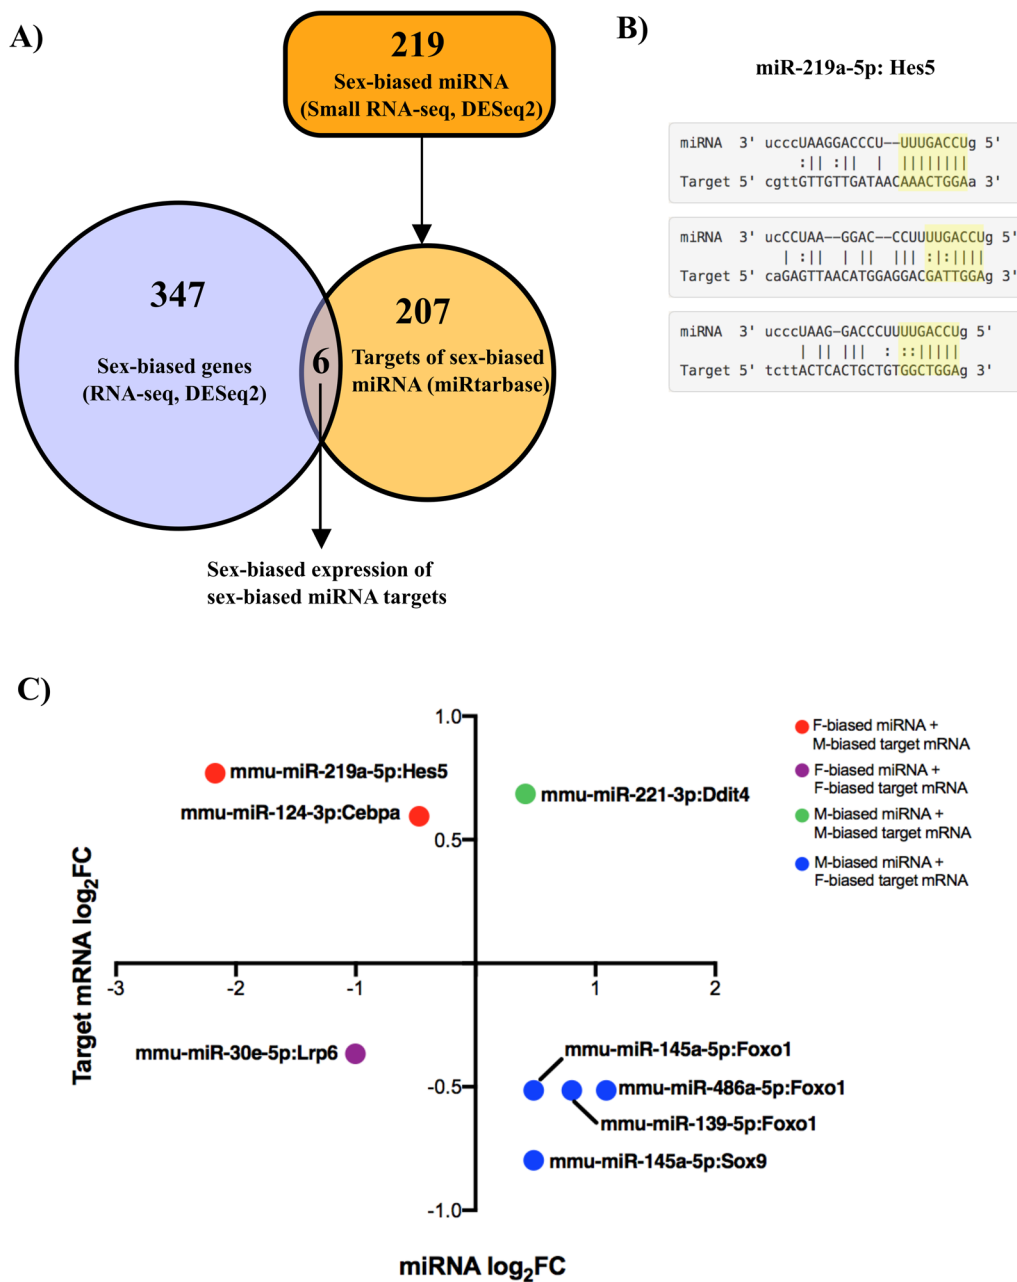 A)
219
Sex-biased miRNA
(Small RNA-seq, DESeq2)
347
Sex-biased genes
(RNA-seq, DESeq2)
6
207
Targets of sex-biased
miRNA (miRtarbase)
Sex-biased expression of
sex-biased miRNA targets
B)
miR-219a-5p: Hes5
miRNA 3' ucccUAAGGACCCU--UUUGACCUg 5'
:|| :|| | ||||||||
Target 5' cgttGTTGTTGATAACAAACTGGAa 3'
miRNA 3' ucCCUAA--GGAC--CCUUUUGACCUg 5'
| :|| | || ||| :|:||||
Target 5' caGAGTTAACATGGAGGACGATTGGAg 3'
miRNA 3' ucccUAAG-GACCCUUUUGACCUg 5'
| || ||| : ::|||||
Target 5' tcttACTCACTGCTGTGGCTGGAg 3'
C)
F-biased miRNA +
M-biased target mRNA
F-biased miRNA +
F-biased target mRNA
M-biased miRNA +
M-biased target mRNA
M-biased miRNA +
F-biased target mRNA
1.0
mmu-miR-219a-5p:Hes5
mmu-miR-221-3p:Ddit4
mmu-miR-124-3p:Cebpa
0.5
Target mRNA log2FC
-3
-2
-1
1
2
mmu-miR-30e-5p:Lrp6
mmu-miR-145a-5p:Foxo1
-0.5
mmu-miR-486a-5p:Foxo1
mmu-miR-139-5p:Foxo1
mmu-miR-145a-5p:Sox9
-1.0
miRNA log2FC